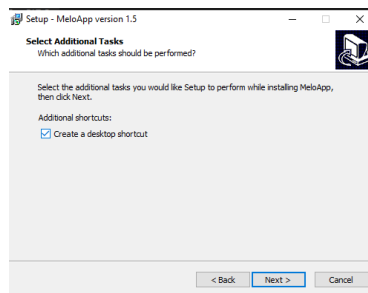 Setup - MeloApp version 1.5
Select Additional Tasks
Which additional tasks should be performed?
Select the additional tasks you would like Setup to perform while installing MeloApp,
then click Next.
Additional shortcuts:
Create a desktop shortcut
< Back Next > Cancel